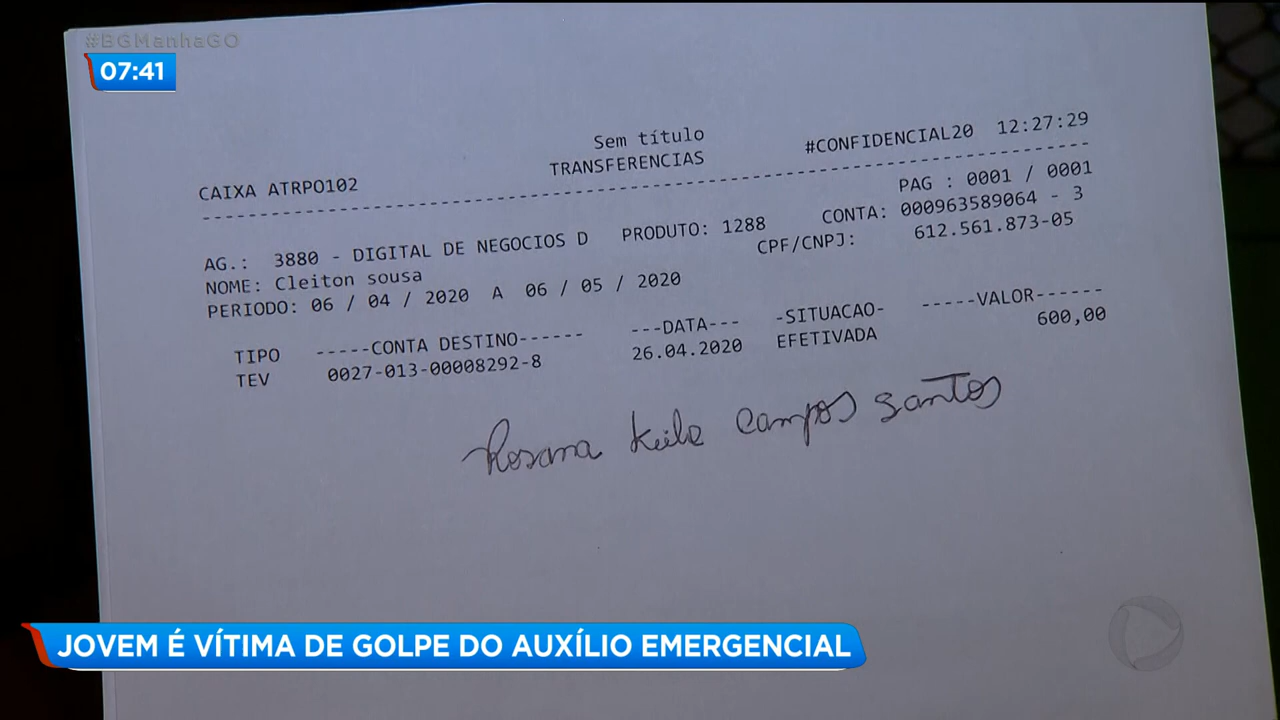 #BGManhaGO
07:41
Sem título
CAIXA ATRPO102 TRANSFERENCIAS #CONFIDENCIAL20 12:27:29
PAG : 0001 / 0001
AG.: 3880 - DIGITAL DE NEGOCIOS D PRODUTO: 1288 CONTA: 000963589064 - 3
NOME: Cleiton sousa CPF/CNPJ: 612.561.873-05
PERIODO: 06 / 04 / 2020 A 06 / 05 / 2020
TIPO -----CONTA DESTINO------ ---DATA--- -SITUACAO- -----VALOR------
TEV 0027-013-00008292-8 26.04.2020 EFETIVADA 600,00
Rosana Keile Campos Santos
JOVEM É VÍTIMA DE GOLPE DO AUXÍLIO EMERGENCIAL